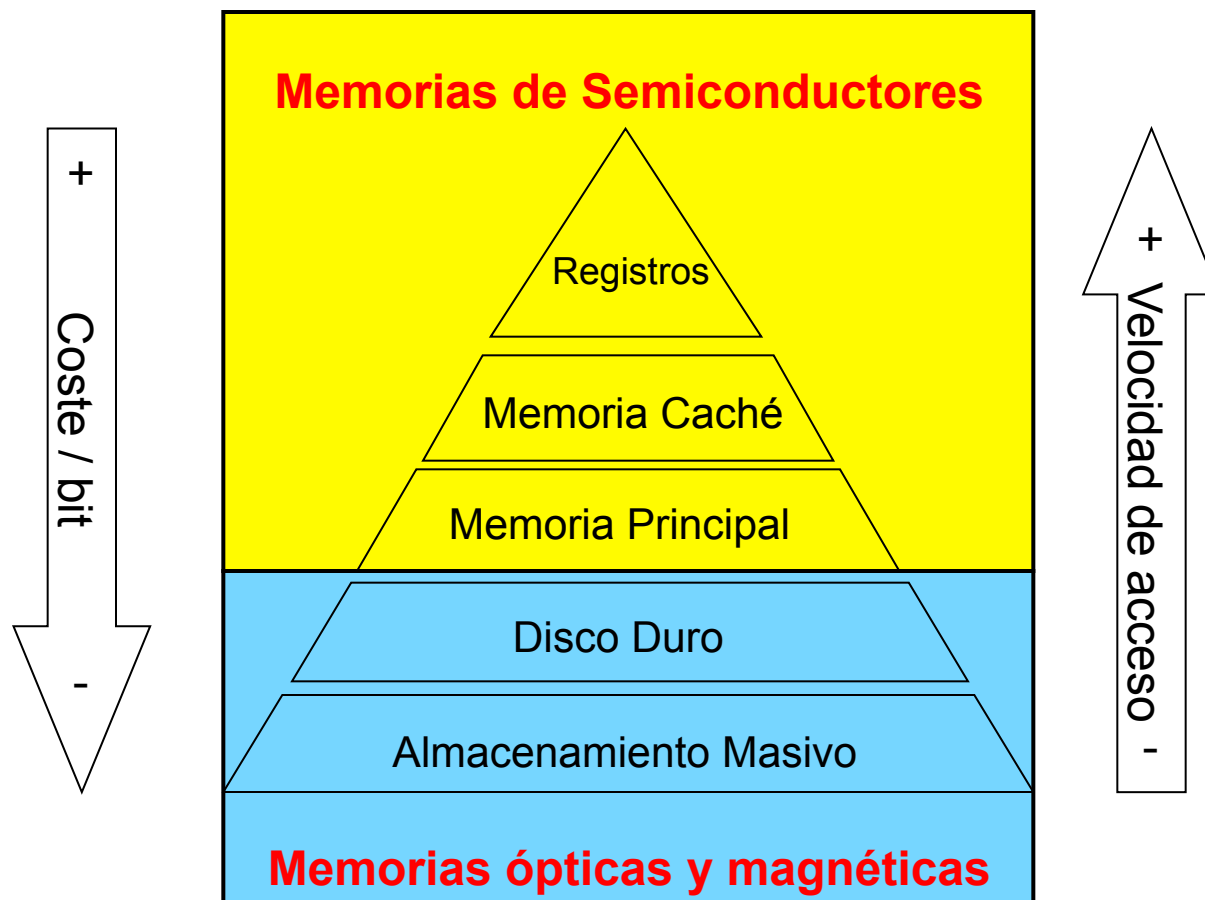 Memorias de Semiconductores
+
Coste / bit
-
Registros
Memoria Caché
Memoria Principal
Disco Duro
Almacenamiento Masivo
Memorias ópticas y magnéticas
+ Velocidad de acceso -